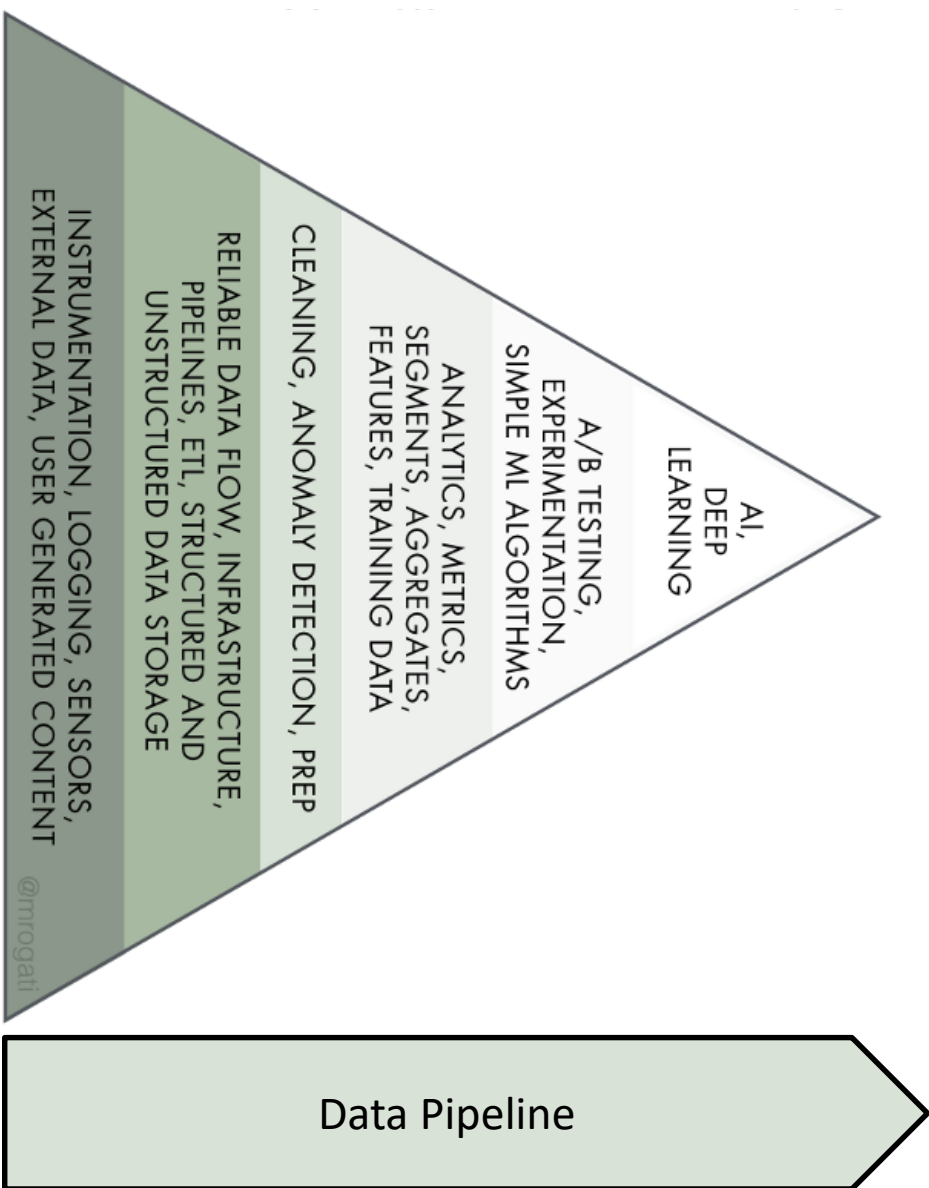 AI,
DEEP
LEARNING
A/B TESTING,
EXPERIMENTATION,
SIMPLE ML ALGORITHMS
ANALYTICS, METRICS,
SEGMENTS, AGGREGATES,
FEATURES, TRAINING DATA
CLEANING, ANOMALY DETECTION, PREP
RELIABLE DATA FLOW, INFRASTRUCTURE,
PIPELINES, ETL, STRUCTURED AND
UNSTRUCTURED DATA STORAGE
INSTRUMENTATION, LOGGING, SENSORS,
EXTERNAL DATA, USER GENERATED CONTENT
@mrogati
Data Pipeline